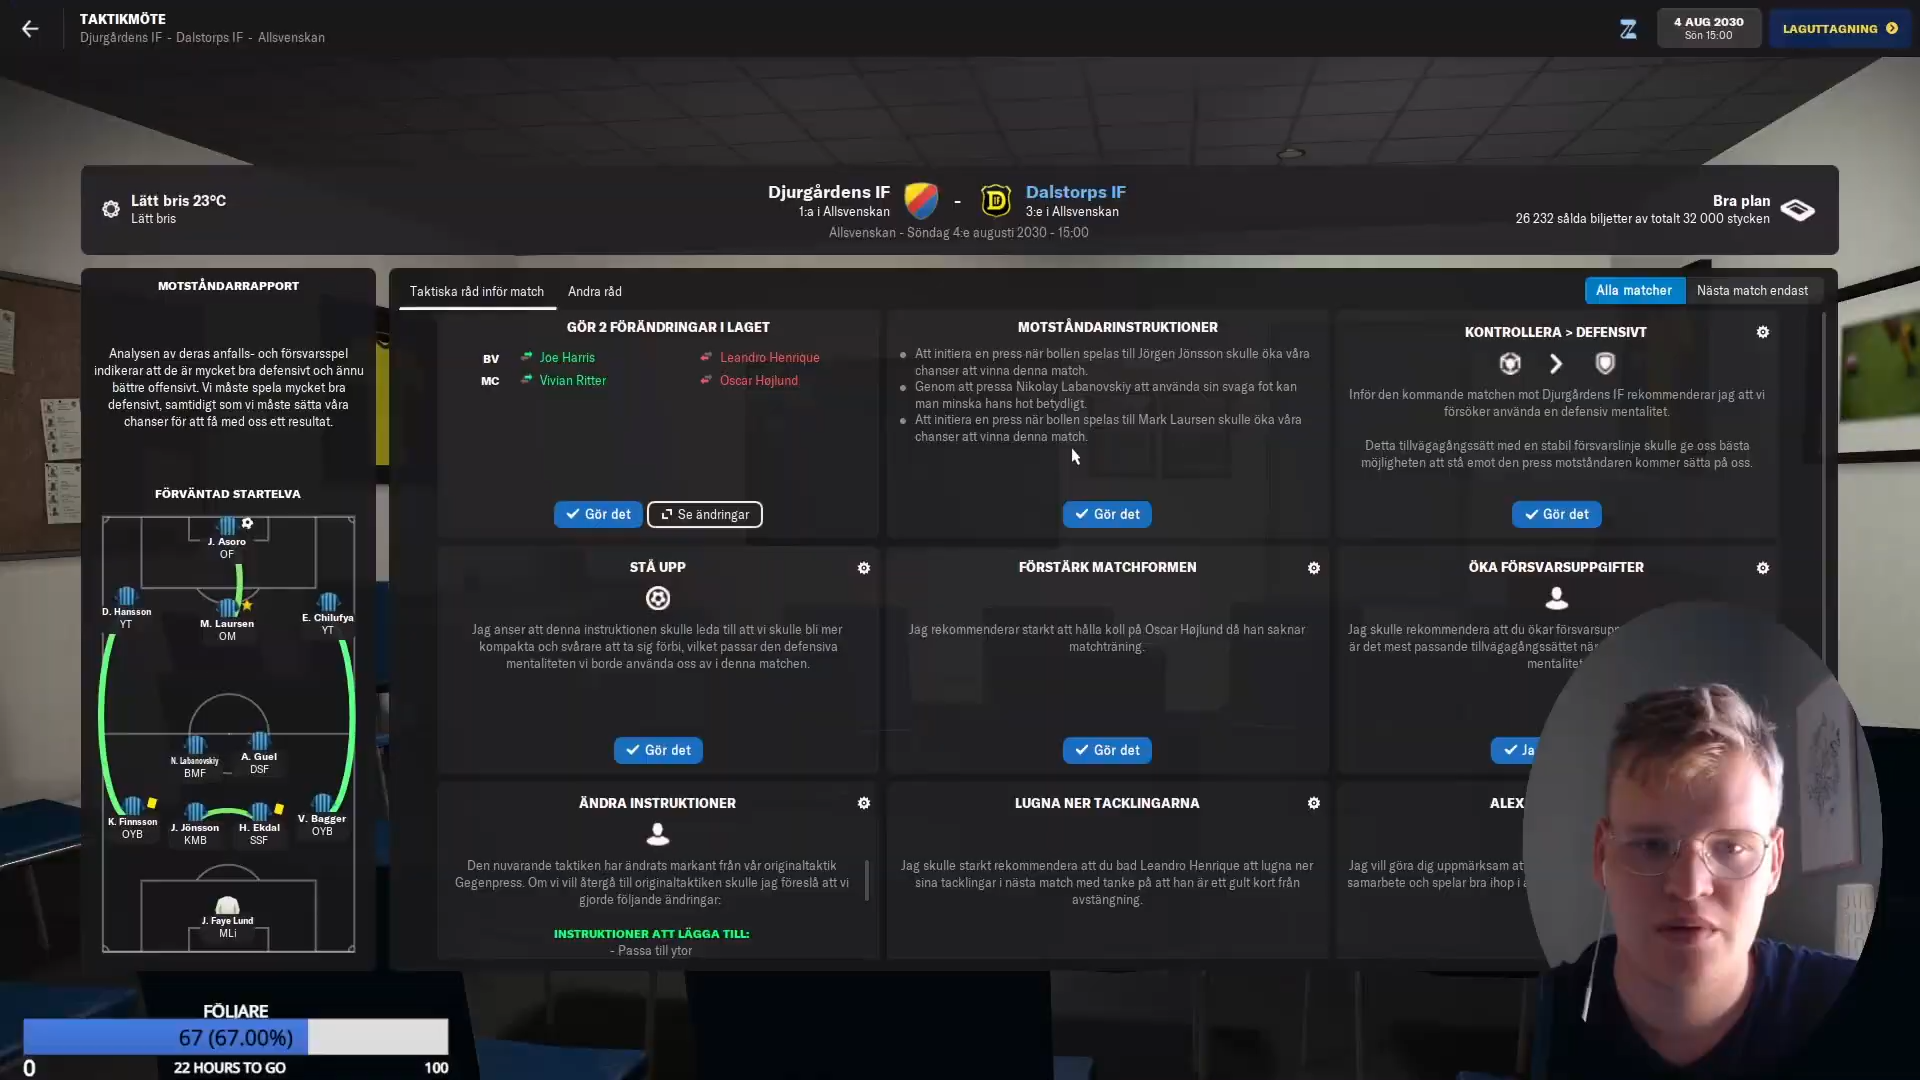 TAKTIKMÖTE
Djurgårdens IF - Dalstorps IF - Allsvenskan
4 AUG 2030
Sön 15:00
LAGUTTAGNING
Lätt bris 23°C
Lätt bris
Djurgårdens IF - Dalstorps IF
1:a i Allsvenskan 3:e i Allsvenskan
Allsvenskan - Söndag 4:e augusti 2030 - 15:00
Bra plan
26 232 sålda biljetter av totalt 32 000 stycken
MOTSTÅNDARRAPPORT
Analysen av deras anfalls- och försvarsspel
indikerar att de är mycket bra defensivt och ännu
bättre offensivt. Vi måste spela mycket bra
defensivt, samtidigt som vi måste sätta våra
chanser för att få med oss ett resultat.
FÖRVÄNTAD STARTELVA
J. Asoro
OF
D. Hansson
YT
M. Laursen
OM
E. Chilufya
YT
N. Labanovskiy
BMF
A. Guel
DSF
K. Finnsson
OYB
J. Jönsson
KMB
H. Ekdal
SSF
V. Bagger
OYB
J. Faye Lund
MLi
Taktiska råd inför match Andra råd
Alla matcher Nästa match endast
GÖR 2 FÖRÄNDRINGAR I LAGET
BV Joe Harris Leandro Henrique
MC Vivian Ritter Oscar Højlund
Gör det Se ändringar
MOTSTÅNDARINSTRUKTIONER
Att initiera en press när bollen spelas till Jörgen Jönsson skulle öka våra
chanser att vinna denna match.
Genom att pressa Nikolay Labanovskiy att använda sin svaga fot kan
man minska hans hot betydligt.
Att initiera en press när bollen spelas till Mark Laursen skulle öka våra
chanser att vinna denna match.
Gör det
KONTROLLERA > DEFENSIVT
Inför den kommande matchen mot Djurgårdens IF rekommenderar jag att vi
försöker använda en defensiv mentalitet.
Detta tillvägagångssätt med en stabil försvarslinje skulle ge oss bästa
möjligheten att stå emot den press motståndaren kommer sätta på oss.
Gör det
STÅ UPP
Jag anser att denna instruktionen skulle leda till att vi skulle bli mer
kompakta och svårare att ta sig förbi, vilket passar den defensiva
mentaliteten vi borde använda oss av i denna matchen.
Gör det
FÖRSTÄRK MATCHFORMEN
Jag rekommenderar starkt att hålla koll på Oscar Højlund då han saknar
matchträning.
Gör det
ÖKA FÖRSVARSUPPGIFTER
Jag skulle rekommendera att du ökar försvarsupp
är det mest passande tillvägagångssättet när
mentalitet
Ja
ÄNDRA INSTRUKTIONER
Den nuvarande taktiken har ändrats markant från vår originaltaktik
Gegenpress. Om vi vill återgå till originaltaktiken skulle jag föreslå att vi
gjorde följande ändringar:
INSTRUKTIONER ATT LÄGGA TILL:
- Passa till ytor
LUGNA NER TACKLINGARNA
Jag skulle starkt rekommendera att du bad Leandro Henrique att lugna ner
sina tacklingar i nästa match med tanke på att han är ett gult kort från
avstängning.
ALEX
Jag vill göra dig uppmärksam at
samarbete och spelar bra ihop i
FÖLJARE
67 (67.00%)
0 22 HOURS TO GO 100